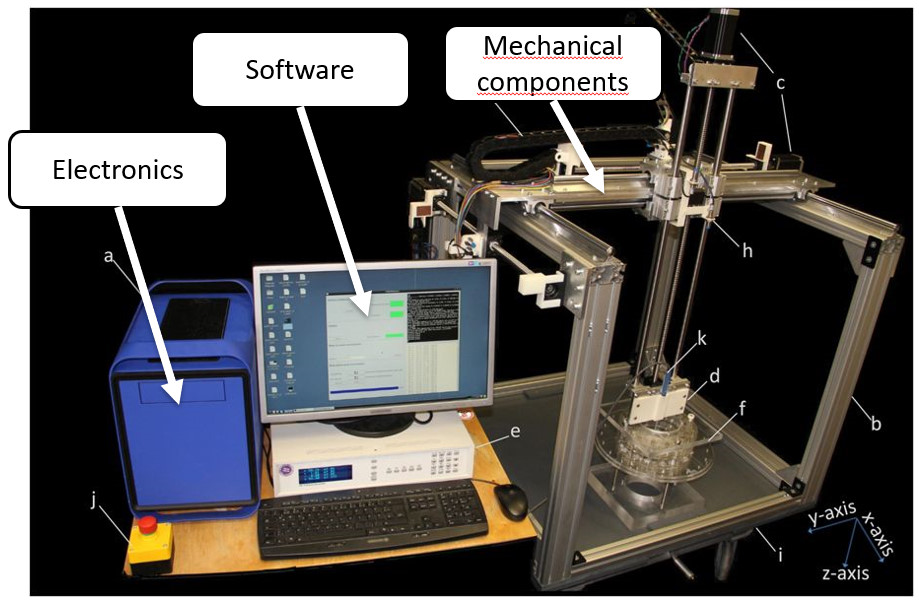 Software
Mechanical
components
Electronics
c
a
h
k
d
f
b
e
j
i
y-axis
x-axis
z-axis